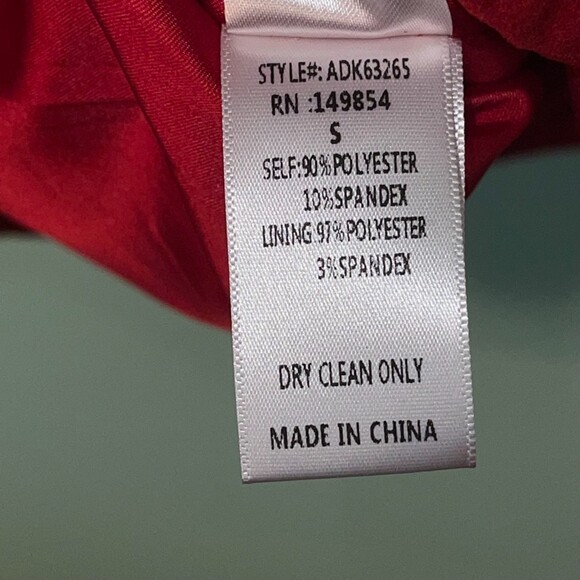 STYLE#: ADK63265
RN :149854
S
SELF:90%POLYESTER
10%SPANDEX
LINING 97%POLYESTER
3%SPANDEX
DRY CLEAN ONLY
MADE IN CHINA